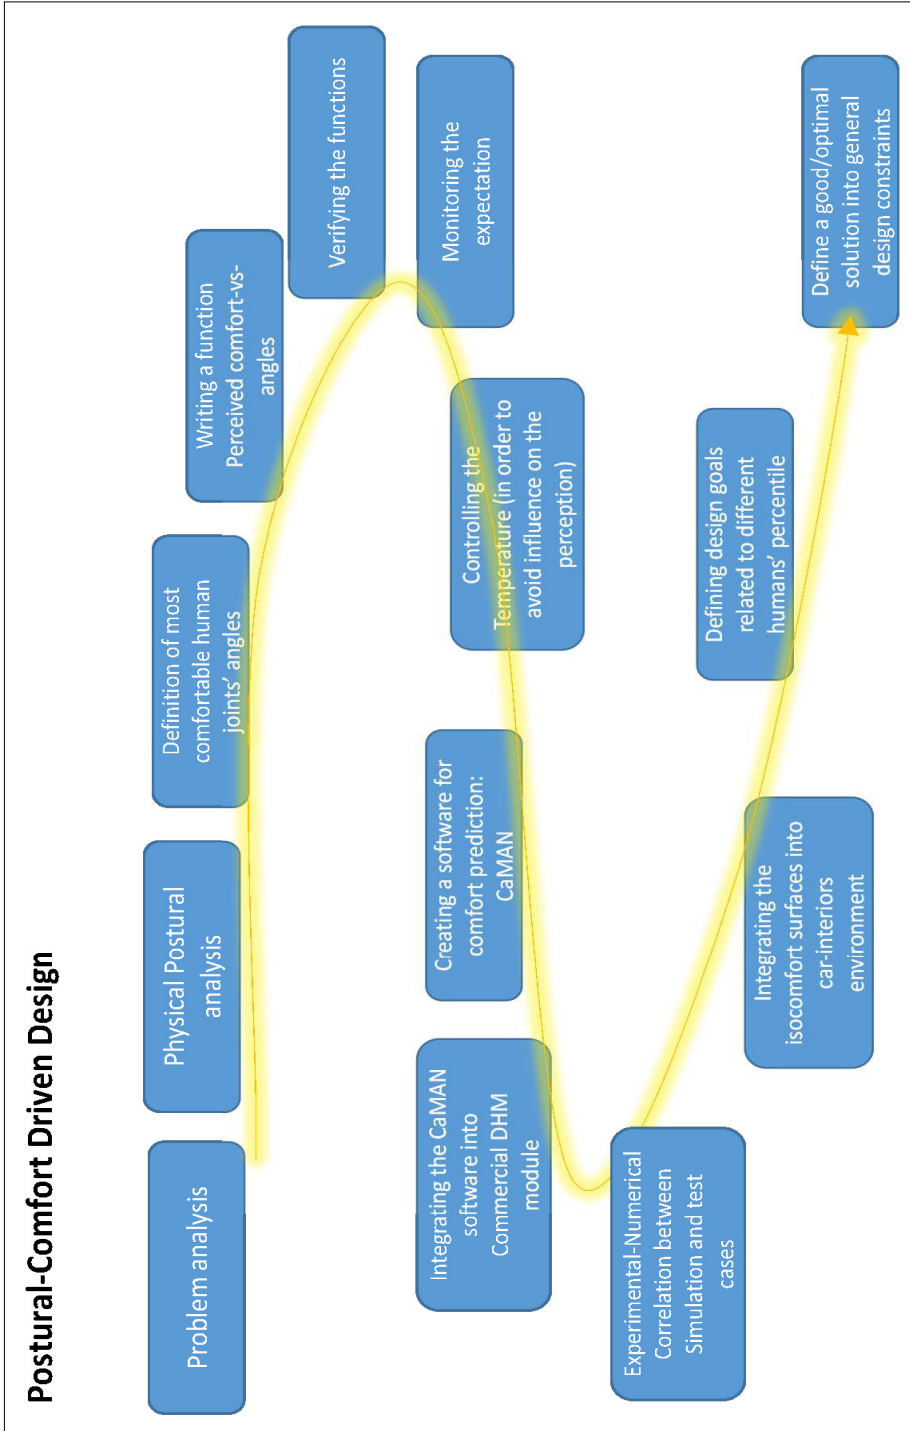 Postural-Comfort Driven Design
Problem analysis
Physical Postural
analysis
Definition of most
comfortable human
joints’ angles
Writing a function
Perceived comfort-vs-
angles
Verifying the functions
Monitoring the
expectation
Controlling the
Temperature (in order to
avoid influence on the
perception)
Creating a software for
comfort prediction:
CaMAN
Integrating the CaMAN
software into
Commercial DHM
module
Experimental-Numerical
Correlation between
Simulation and test
cases
Integrating the
isocomfort surfaces into
car-interiors
environment
Defining design goals
related to different
humans’ percentile
Define a good/optimal
solution into general
design constraints